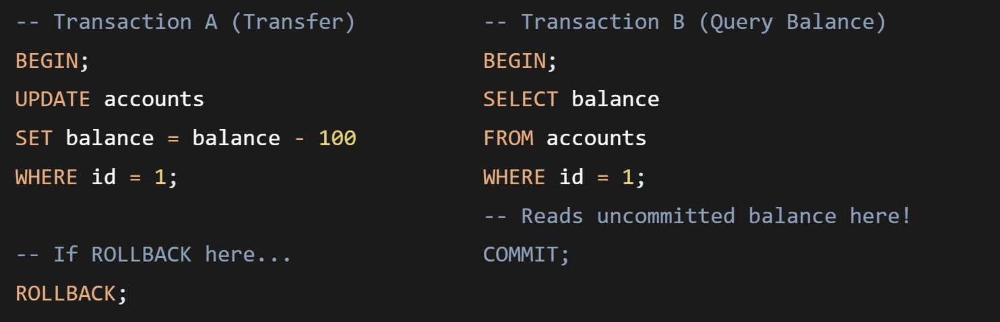 -- Transaction A (Transfer)
BEGIN;
UPDATE accounts
SET balance = balance - 100
WHERE id = 1;
-- If ROLLBACK here...
ROLLBACK;
-- Transaction B (Query Balance)
BEGIN;
SELECT balance
FROM accounts
WHERE id = 1;
-- Reads uncommitted balance here!
COMMIT;